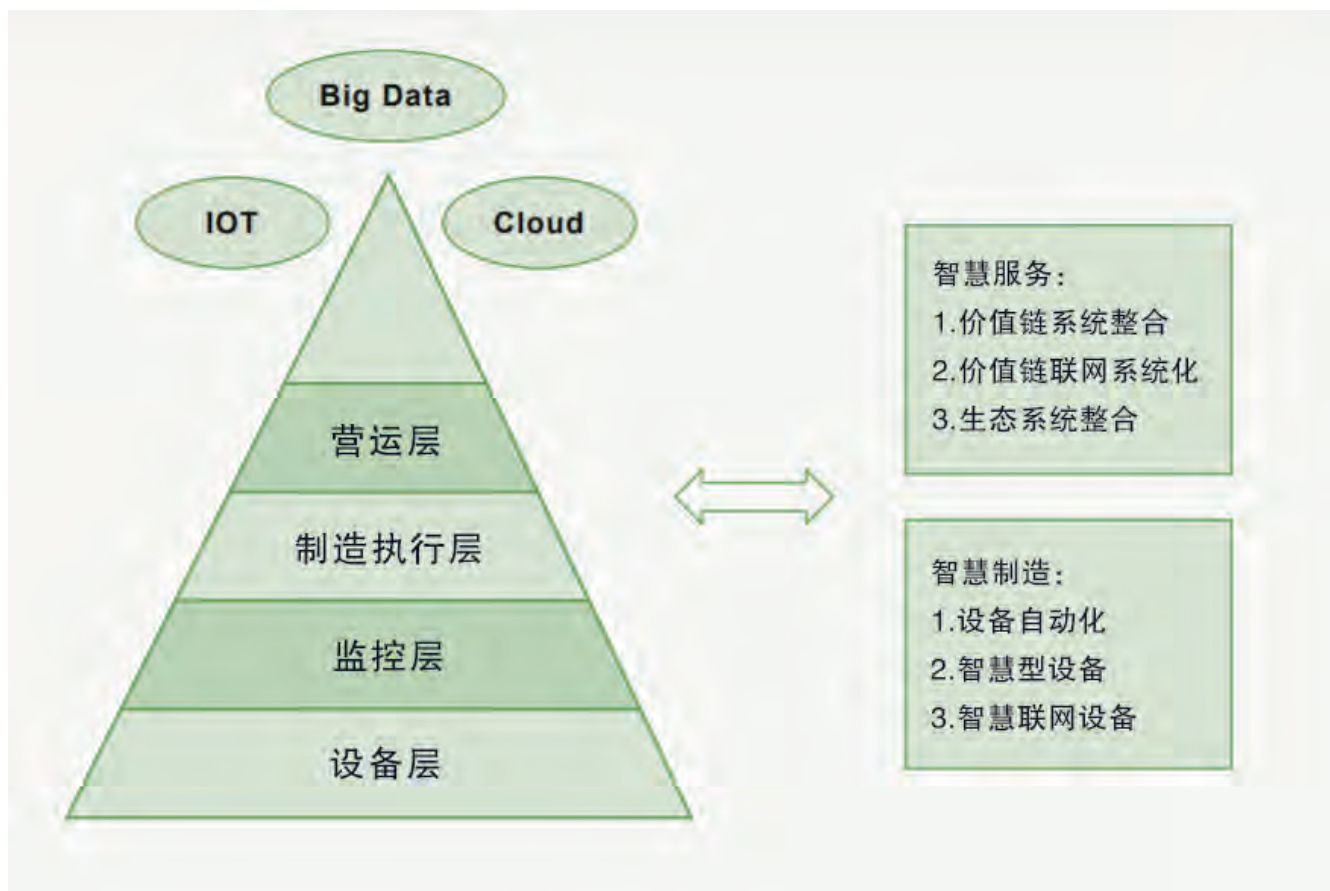 Big Data
IOT
Cloud
营运层
制造执行层
监控层
设备层
智慧服务：
1.价值链系统整合
2.价值链联网系统化
3.生态系统整合
智慧制造：
1.设备自动化
2.智慧型设备
3.智慧联网设备